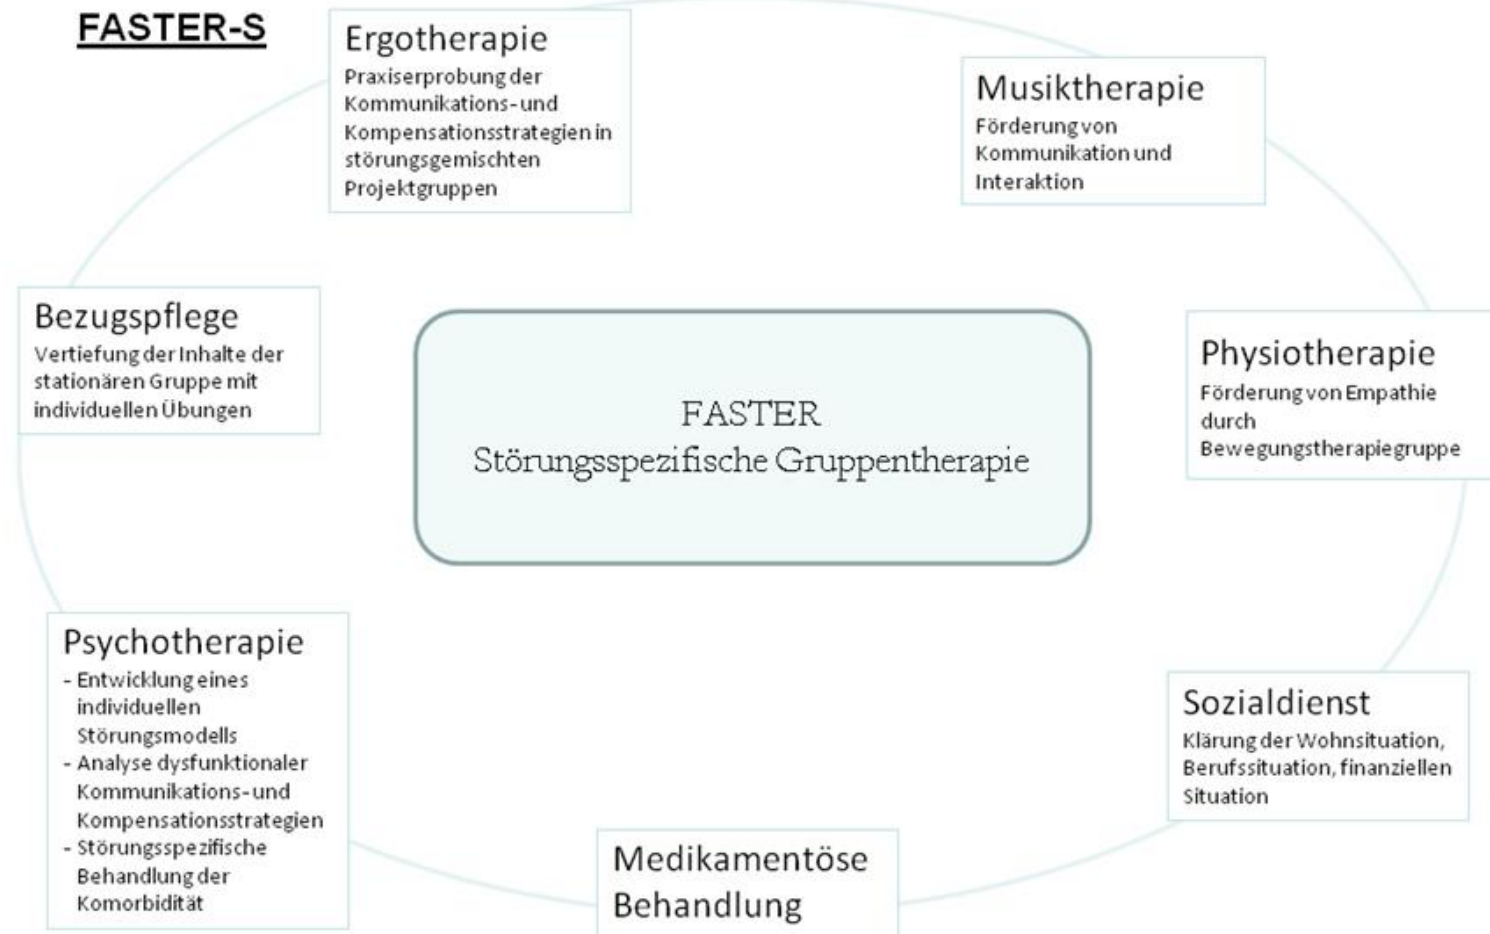 FASTER-S
Ergotherapie
Praxiserprobung der
Kommunikations-und
Kompensationsstrategien in
störungsgemischten
Projektgruppen
Musiktherapie
Förderung von
Kommunikation und
Interaktion
Bezugspflege
Vertiefung der Inhalte der
stationären Gruppe mit
individuellen Übungen
FASTER
Störungsspezifische Gruppentherapie
Physiotherapie
Förderung von Empathie
durch
Bewegungstherapiegruppe
Psychotherapie
- Entwicklung eines
individuellen
Störungsmodells
- Analyse dysfunktionaler
Kommunikations-und
Kompensationsstrategien
- Störungsspezifische
Behandlung der
Komorbidität
Sozialdienst
Klärung der Wohnsituation,
Berufssituation, finanziellen
Situation
Medikamentöse
Behandlung